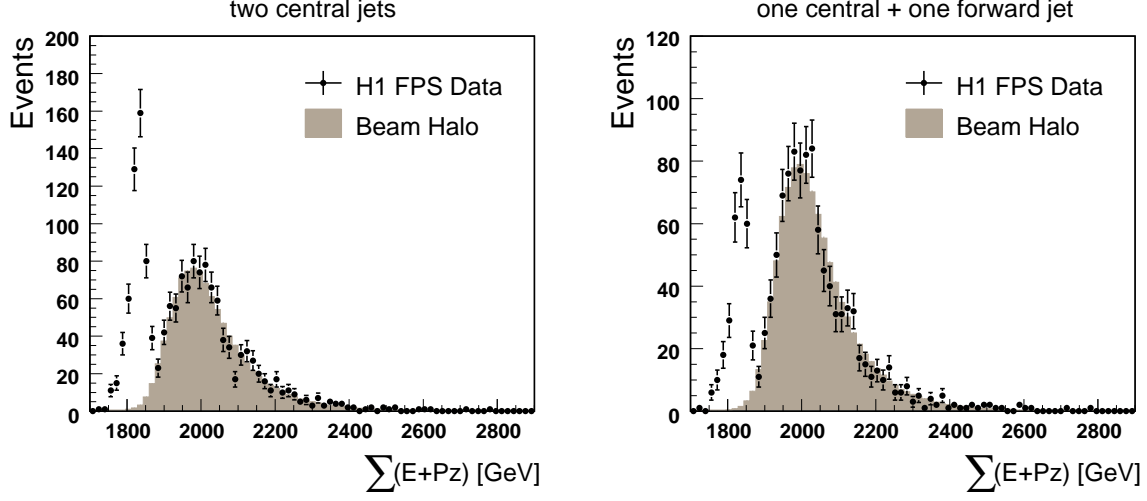 two central jets
Events
200
180
160
140
120
100
80
60
40
20
0
H1 FPS Data
Beam Halo
1800 2000 2200 2400 2600 2800
∑(E+Pz) [GeV]
one central + one forward jet
Events
120
100
80
60
40
20
0
H1 FPS Data
Beam Halo
1800 2000 2200 2400 2600 2800
∑(E+Pz) [GeV]